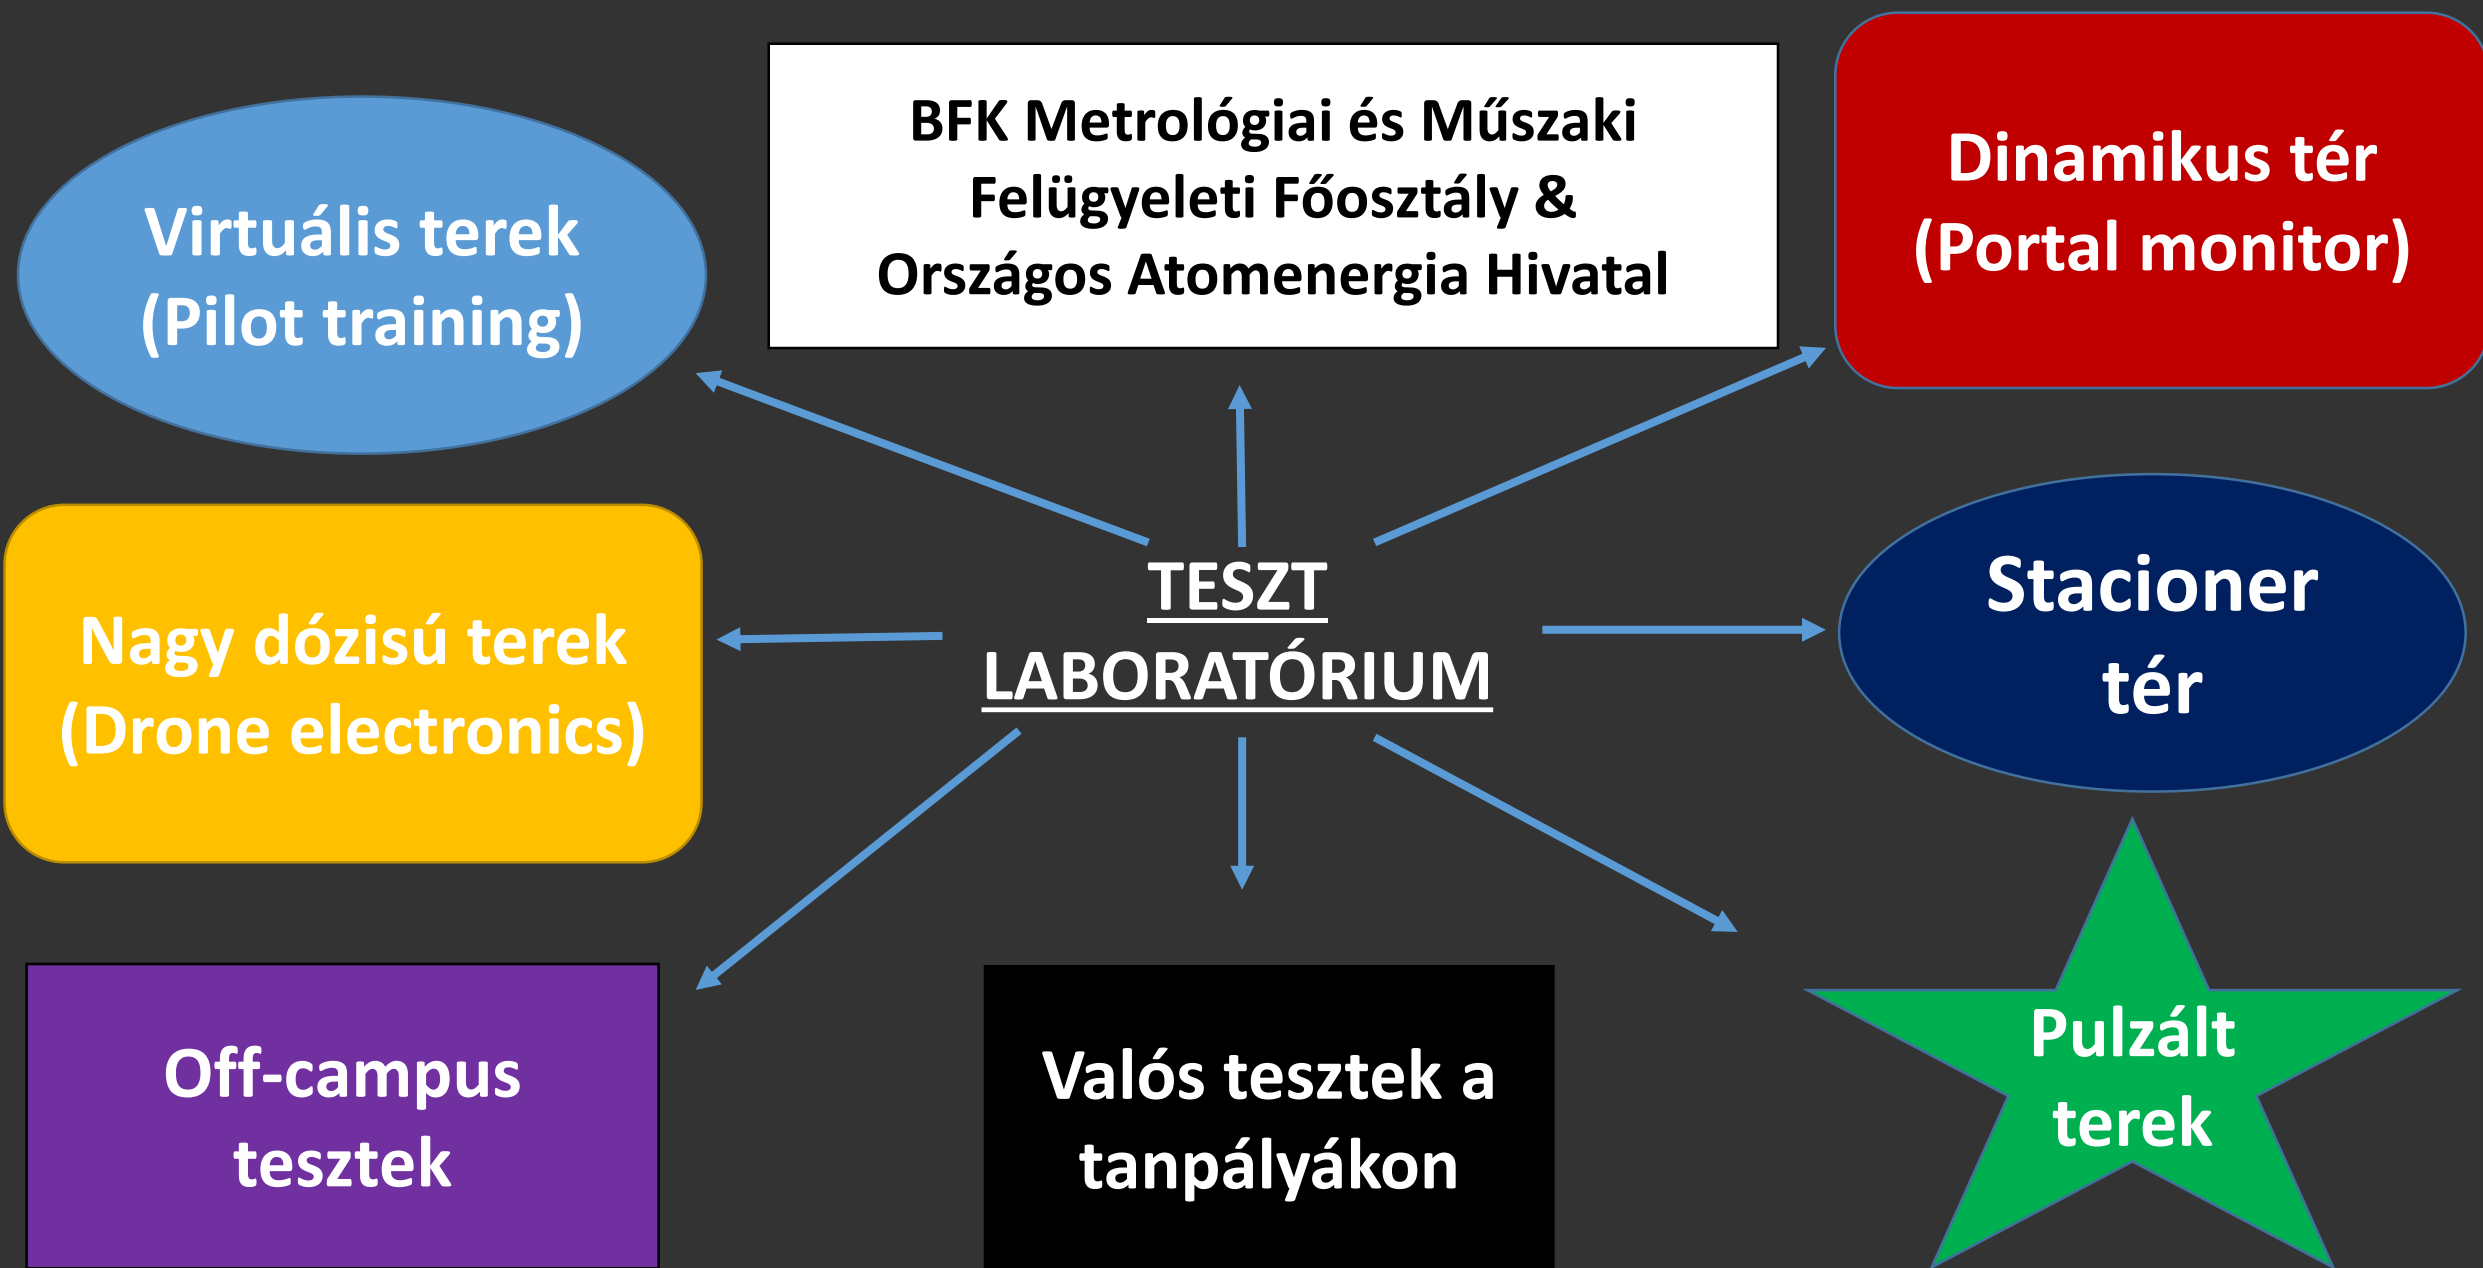 BFK Metrológiai és Műszaki
Felügyeleti Főosztály &
Országos Atomenergia Hivatal
Virtuális terek
(Pilot training)
Dinamikus tér
(Portal monitor)
Nagy dózisú terek
(Drone electronics)
TESZT
LABORATÓRIUM
Stacioner
tér
Off-campus
tesztek
Valós tesztek a
tanpályákon
Pulzált
terek